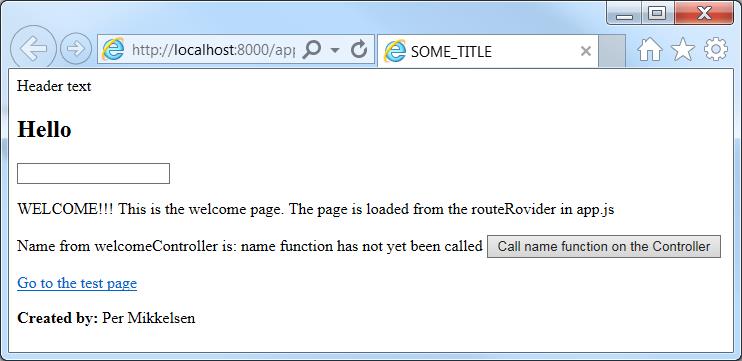 http://localhost:8000/app
SOME_TITLE
Header text
Hello
WELCOME!!! This is the welcome page. The page is loaded from the routeRovider in app.js
Name from welcomeController is: name function has not yet been called Call name function on the Controller
Go to the test page
Created by: Per Mikkelsen